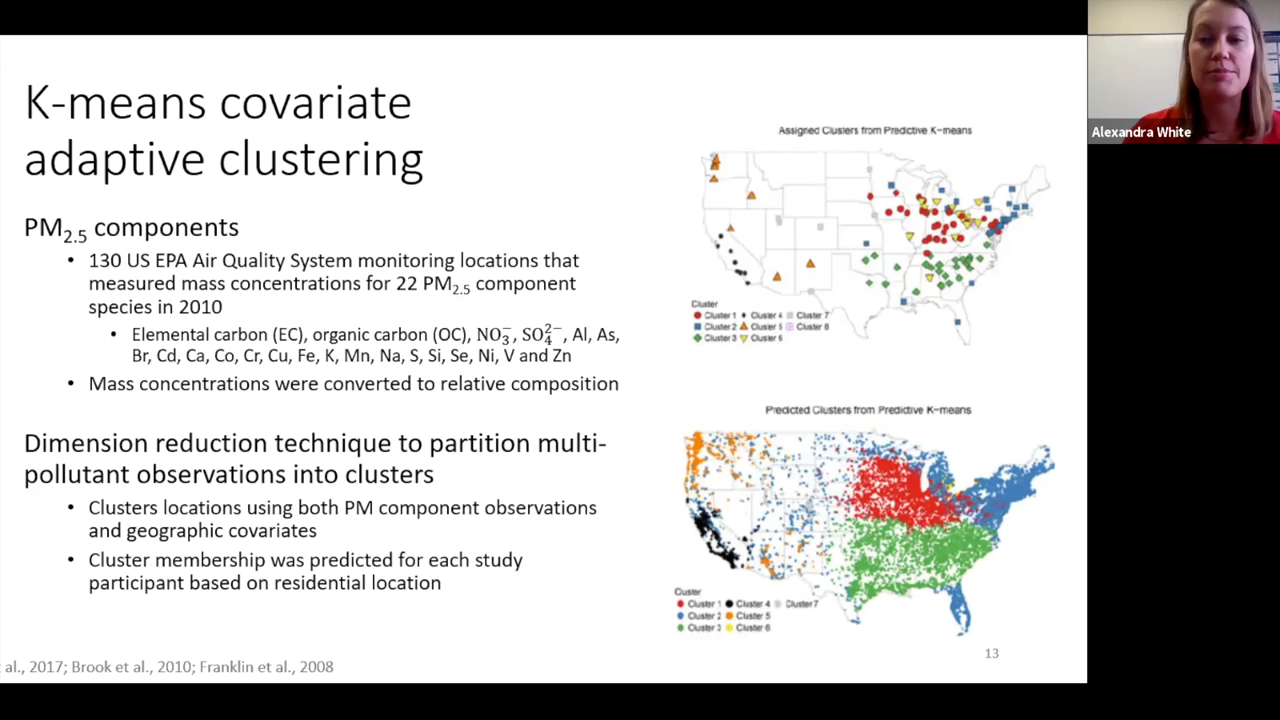 K-means covariate
adaptive clustering
PM2.5 components
• 130 US EPA Air Quality System monitoring locations that
measured mass concentrations for 22 PM2.5 component
species in 2010
• Elemental carbon (EC), organic carbon (OC), NO3−, SO42−, Al, As,
Br, Cd, Ca, Co, Cr, Cu, Fe, K, Mn, Na, S, Si, Se, Ni, V and Zn
• Mass concentrations were converted to relative composition
Dimension reduction technique to partition multi-
pollutant observations into clusters
• Clusters locations using both PM component observations
and geographic covariates
• Cluster membership was predicted for each study
participant based on residential location
al., 2017; Brook et al., 2010; Franklin et al., 2008
Assigned Clusters from Predictive K-means
Cluster
Cluster 1 Cluster 4 Cluster 7
Cluster 2 Cluster 5 Cluster 8
Cluster 3 Cluster 6
Predicted Clusters from Predictive K-means
Cluster
Cluster 1 Cluster 4 Cluster 7
Cluster 2 Cluster 5
Cluster 3 Cluster 6
13
Alexandra White